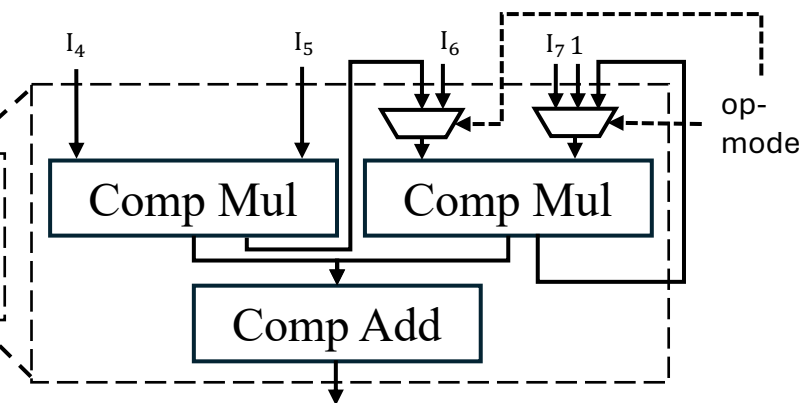 I₄
I₅
I₆
I₇ 1
op-
mode
Comp Mul
Comp Mul
Comp Add